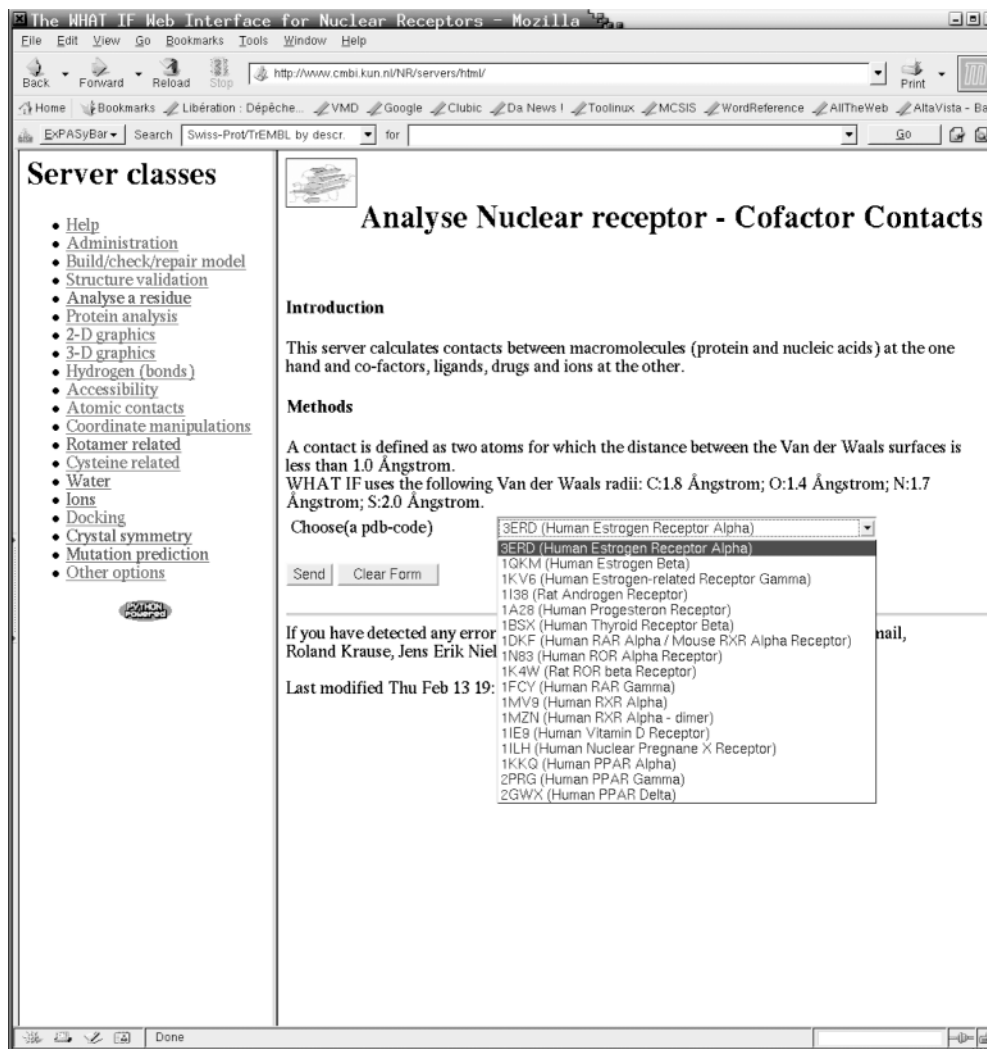 The WHAT IF Web Interface for Nuclear Receptors - Mozilla
File Edit View Go Bookmarks Tools Window Help
Back Forward Reload Stop http://www.cmbi.kun.nl/NR/servers/html/ Print
Home Bookmarks Libération : Dépêche... VMD Google Clubic Da News ! Toolinux MCSIS WordReference AllTheWeb AltaVista - Ba
ExPASyBar Search Swiss-Prot/TrEMBL by descr. for Go
Server classes
Help
Administration
Build/check/repair model
Structure validation
Analyse a residue
Protein analysis
2-D graphics
3-D graphics
Hydrogen (bonds)
Accessibility
Atomic contacts
Coordinate manipulations
Rotamer related
Cysteine related
Water
Ions
Docking
Crystal symmetry
Mutation prediction
Other options
PYTHON
Powered
Analyse Nuclear receptor - Cofactor Contacts
Introduction
This server calculates contacts between macromolecules (protein and nucleic acids) at the one
hand and co-factors, ligands, drugs and ions at the other.
Methods
A contact is defined as two atoms for which the distance between the Van der Waals surfaces is
less than 1.0 Ångstrom.
WHAT IF uses the following Van der Waals radii: C:1.8 Ångstrom; O:1.4 Ångstrom; N:1.7
Ångstrom; S:2.0 Ångstrom.
Choose(a pdb-code) 3ERD (Human Estrogen Receptor Alpha)
3ERD (Human Estrogen Receptor Alpha)
1QKM (Human Estrogen Beta)
1KV6 (Human Estrogen-related Receptor Gamma)
1I38 (Rat Androgen Receptor)
1A28 (Human Progesteron Receptor)
1BSX (Human Thyroid Receptor Beta)
1DKF (Human RAR Alpha / Mouse RXR Alpha Receptor)
1N83 (Human ROR Alpha Receptor)
1K4W (Rat ROR beta Receptor)
1FCY (Human RAR Gamma)
1MV9 (Human RXR Alpha)
1MZN (Human RXR Alpha - dimer)
1IE9 (Human Vitamin D Receptor)
1ILH (Human Nuclear Pregnane X Receptor)
1KKQ (Human PPAR Alpha)
2PRG (Human PPAR Gamma)
2GWX (Human PPAR Delta)
Send Clear Form
If you have detected any error nail,
Roland Krause, Jens Erik Niel
Last modified Thu Feb 13 19:
Done